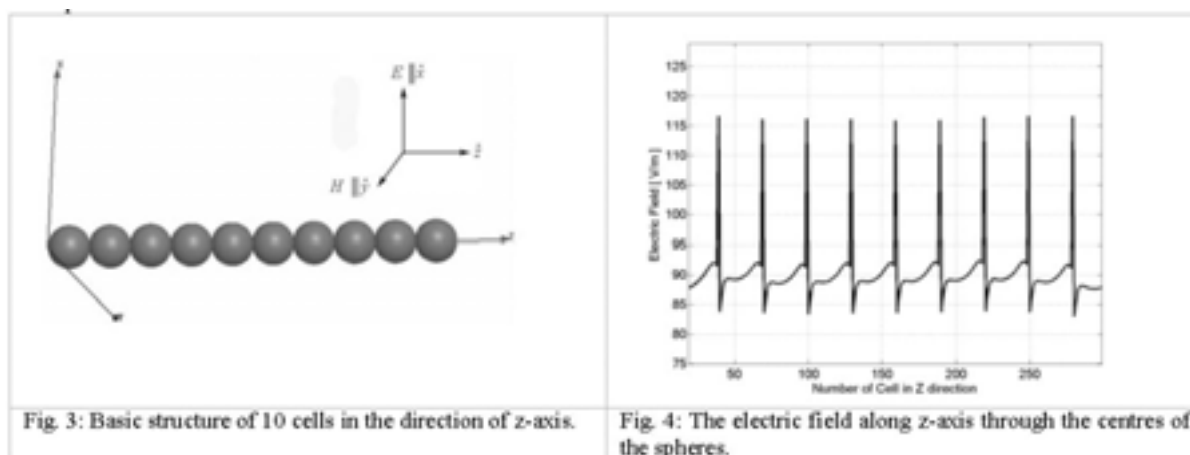 x
E ∥ x
z
H ∥ y
z
Y
Fig. 3: Basic structure of 10 cells in the direction of z-axis.
125
120
115
110
105
100
95
90
85
80
75
Electric Field [ V/m ]
50
100
150
200
250
Number of Cell in Z direction
Fig. 4: The electric field along z-axis through the centres of
the spheres.